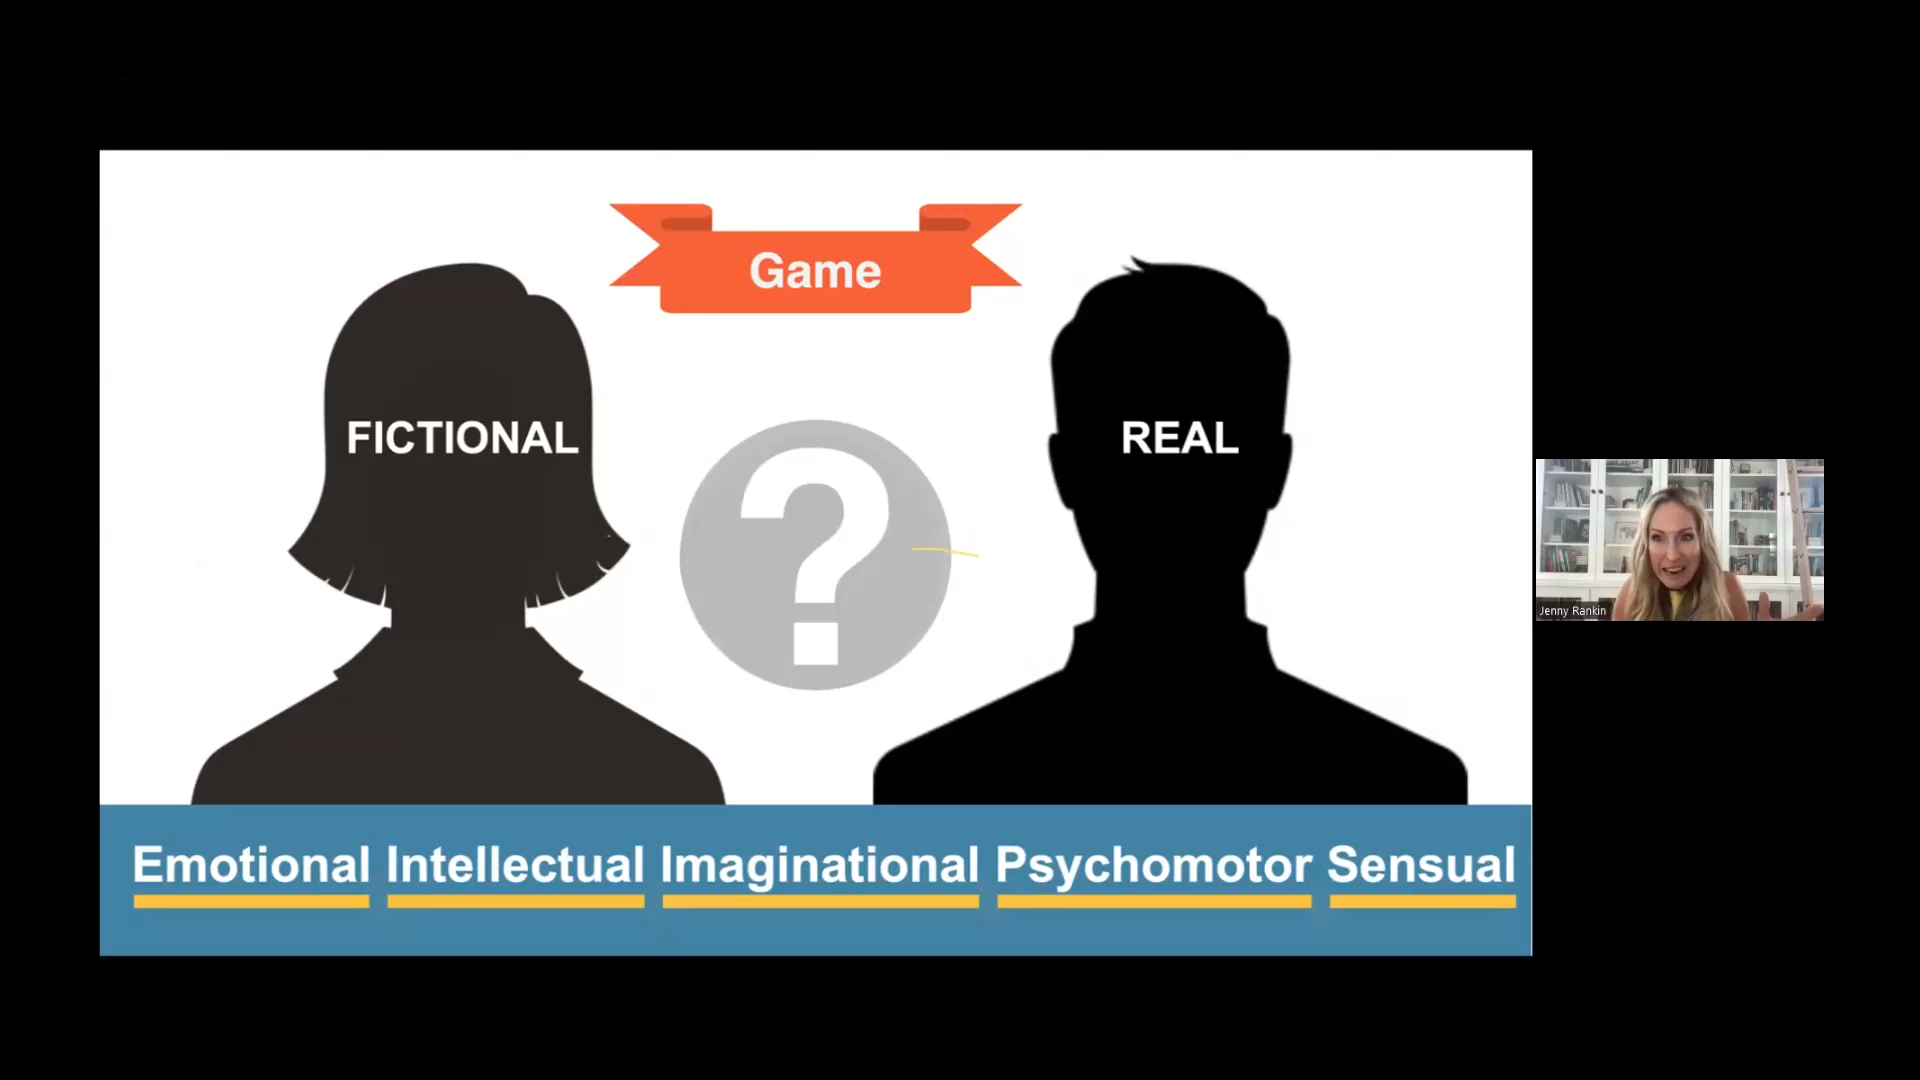 Game
FICTIONAL
REAL
?
Jenny Rankin
Emotional Intellectual Imaginational Psychomotor Sensual